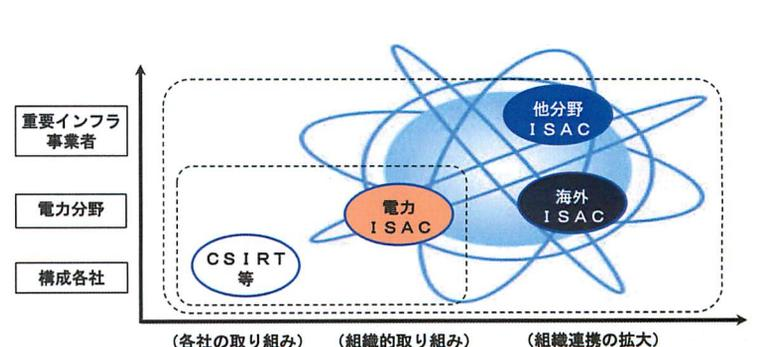 重要インフラ
事業者
電力分野
構成各社
他分野
ＩＳＡＣ
海外
ＩＳＡＣ
電力
ＩＳＡＣ
ＣＳＩＲＴ
等
（各社の取り組み）
（組織的取り組み）
（組織連携の拡大）